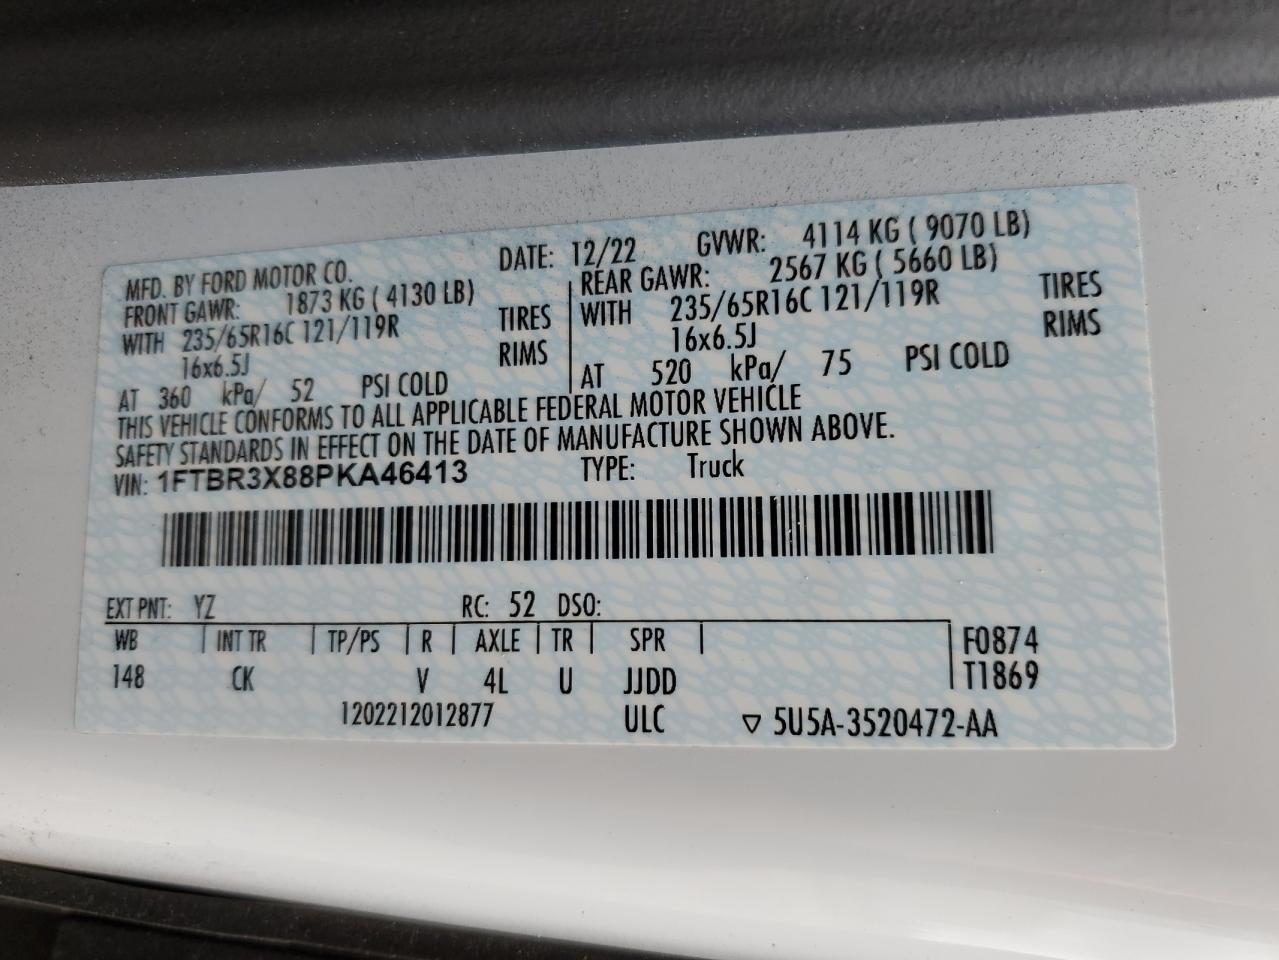 MFD. BY FORD MOTOR CO. DATE: 12/22 GVWR: 4114 KG ( 9070 LB)
FRONT GAWR: 1873 KG ( 4130 LB) REAR GAWR: 2567 KG ( 5660 LB)
WITH 235/65R16C 121/119R TIRES WITH 235/65R16C 121/119R TIRES
16x6.5J RIMS 16x6.5J RIMS
AT 360 kPa/ 52 PSI COLD AT 520 kPa/ 75 PSI COLD
THIS VEHICLE CONFORMS TO ALL APPLICABLE FEDERAL MOTOR VEHICLE
SAFETY STANDARDS IN EFFECT ON THE DATE OF MANUFACTURE SHOWN ABOVE.
VIN: 1FTBR3X88PKA46413 TYPE: Truck
EXT PNT: YZ RC: 52 DSO:
WB INT TR TP/PS R AXLE TR SPR F0874
148 CK V 4L U JJDD T1869
1202212012877 ULC ▽ 5U5A-3520472-AA